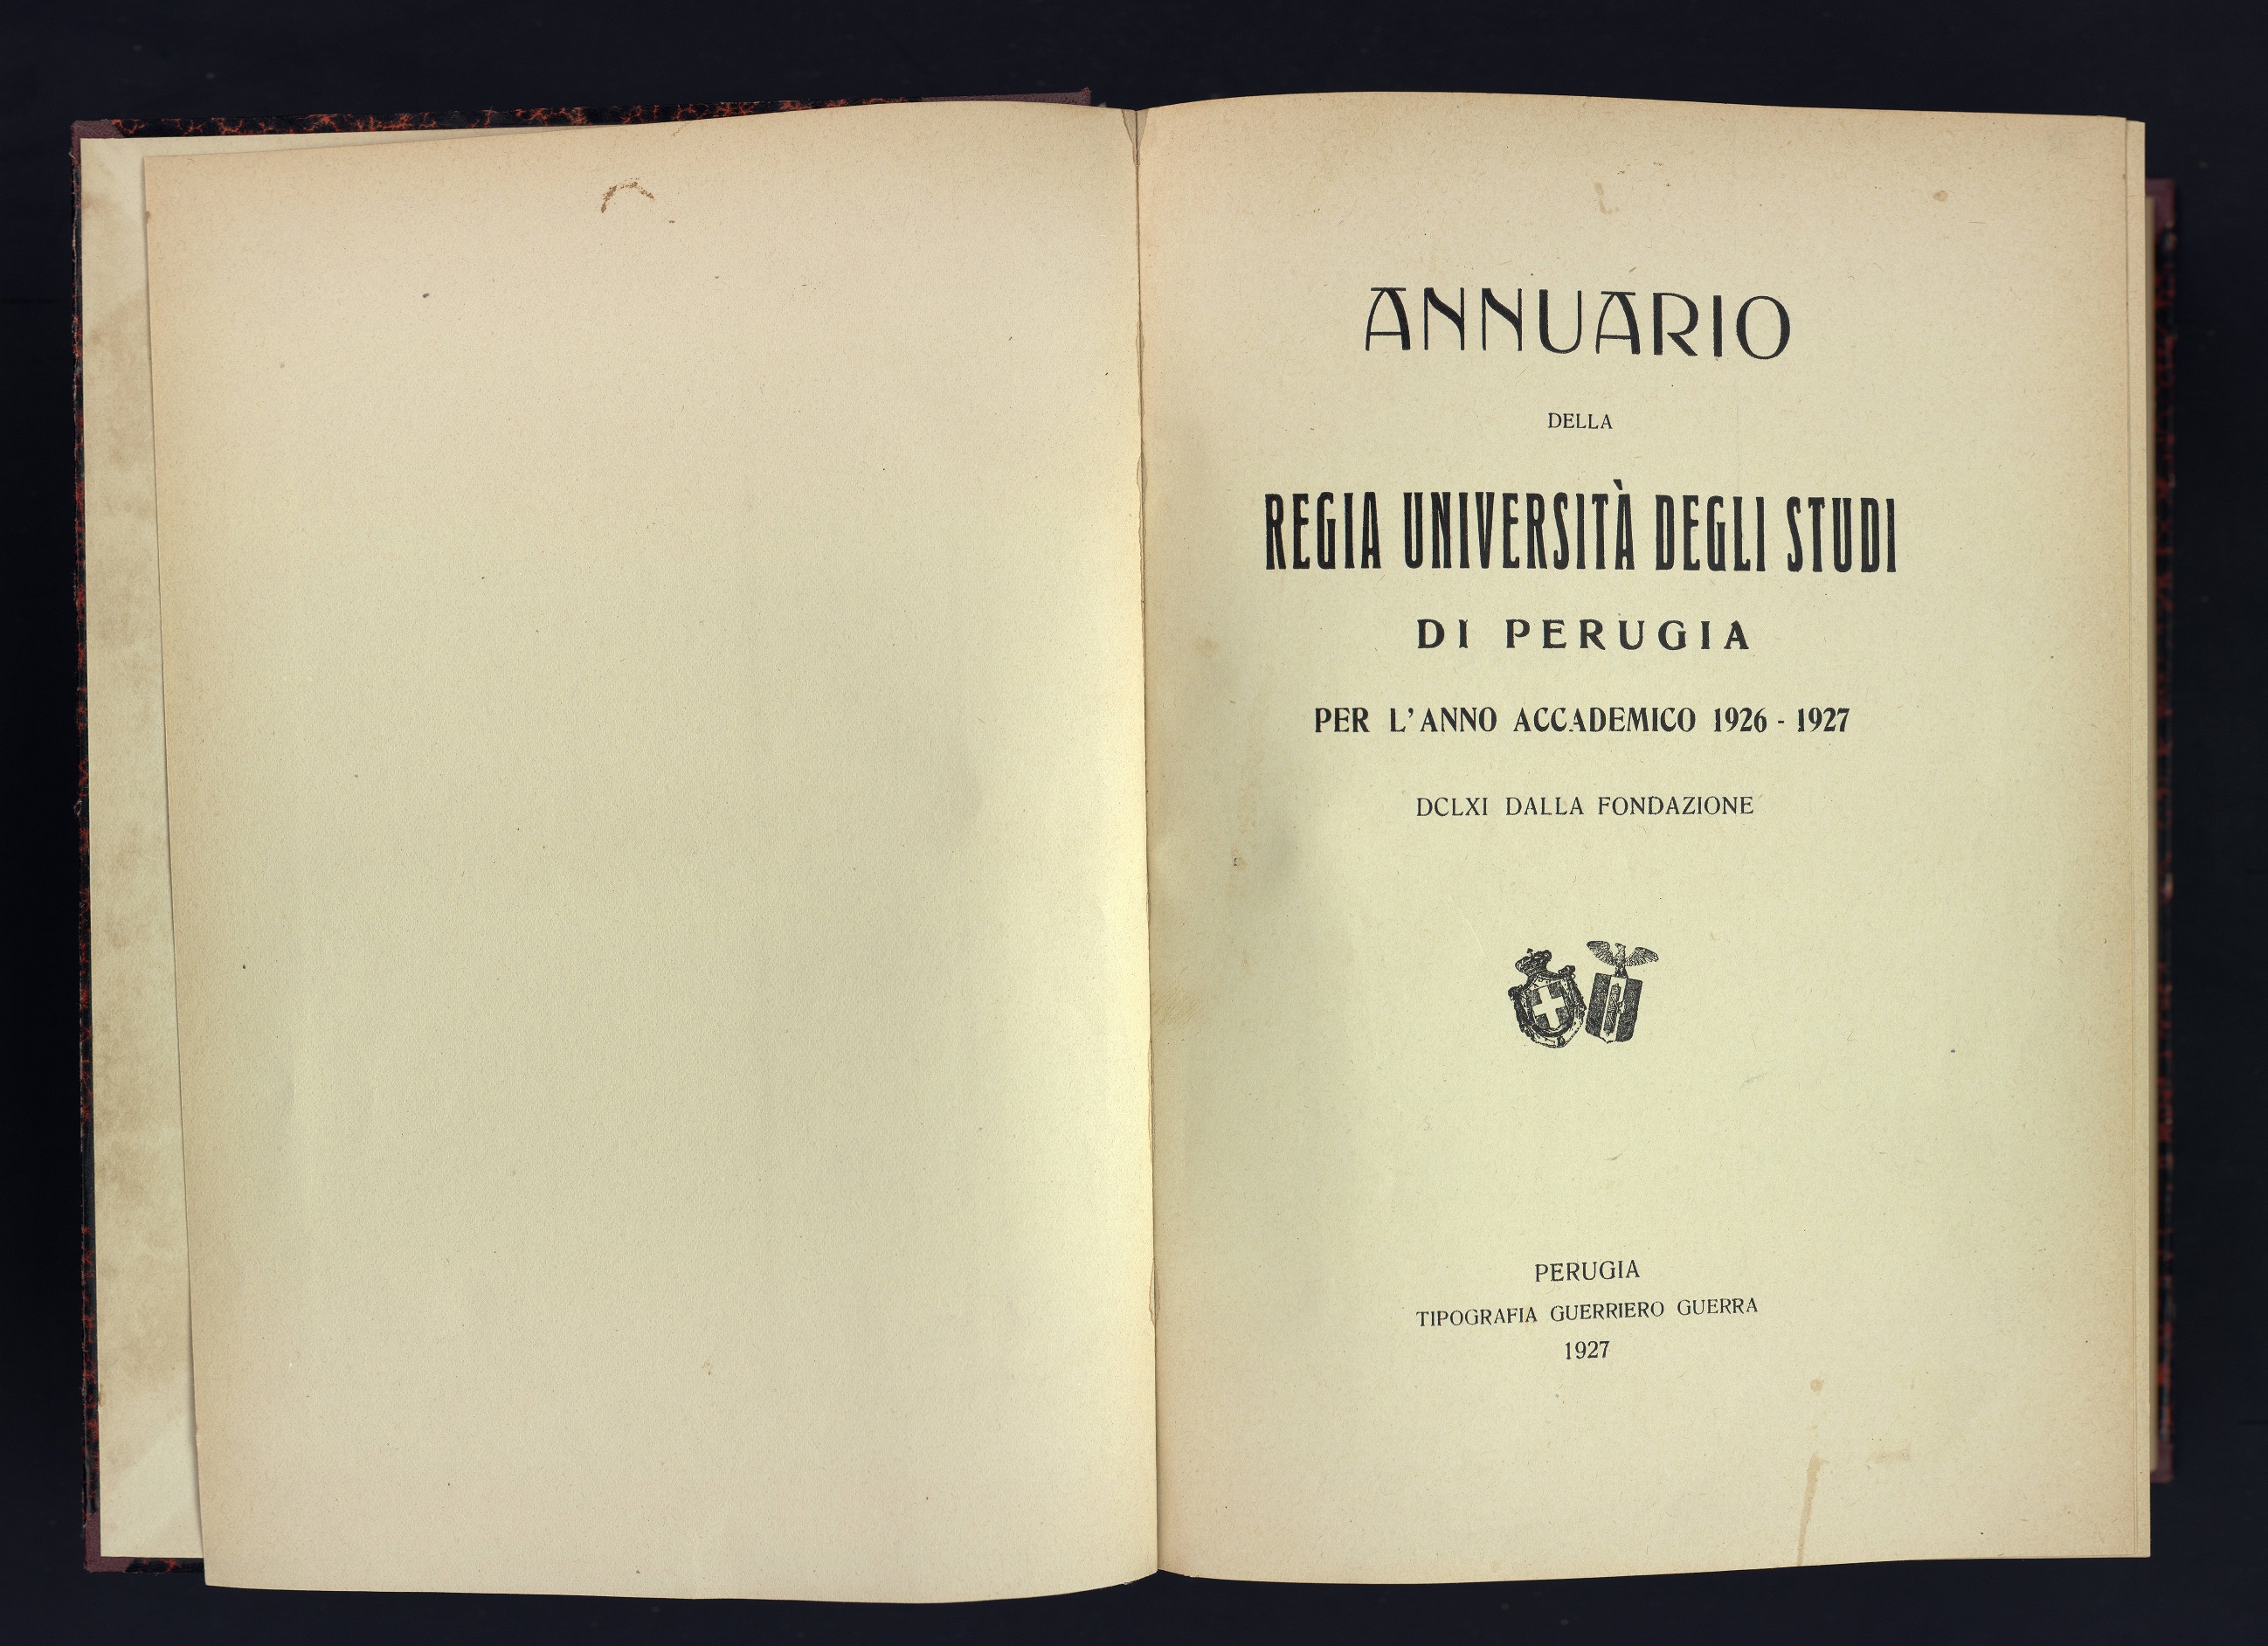 ANNUARIO
DELLA
REGIA UNIVERSITÀ DEGLI STUDI
DI PERUGIA
PER L'ANNO ACCADEMICO 1926 - 1927
DCLXI DALLA FONDAZIONE
PERUGIA
TIPOGRAFIA GUERRIERO GUERRA
1927